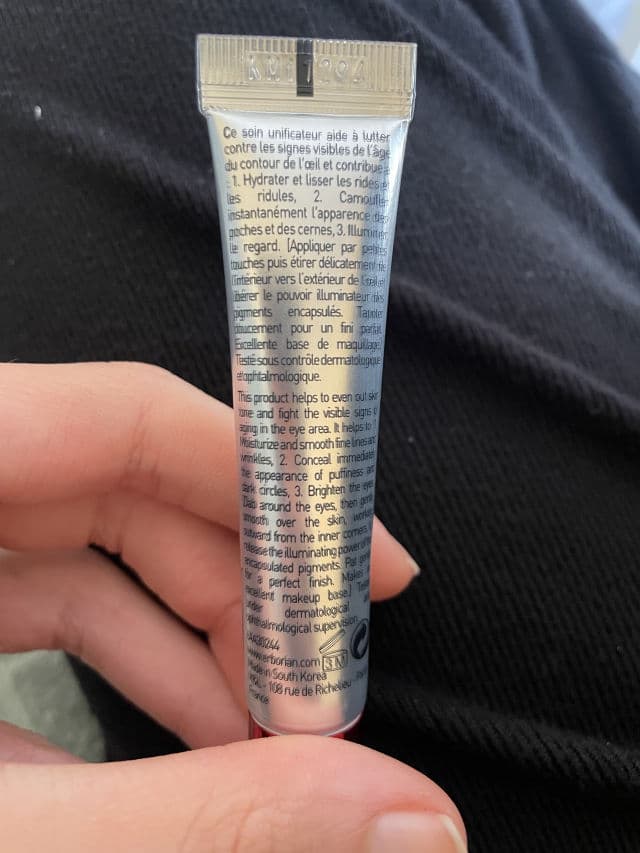 Ce soin unificateur aide à lutter
contre les signes visibles de l'âge
du contour de l'œil et contribue
1. Hydrater et lisser les rides
les ridules, 2. Camoufler
instantanément l'apparence des
poches et des cernes, 3. Illuminer
le regard. [Appliquer par petites
touches puis étirer délicatement de
l'intérieur vers l'extérieur de
libérer le pouvoir illuminateur des
pigments encapsulés. Tapoter
doucement pour un fini parfait.
Excellente base de maquillage]
Testé sous contrôle dermatologique
et ophtalmologique.
This product helps to even out skin
tone and fight the visible signs of
aging in the eye area. It helps to 1.
Moisturize and smooth fine lines and
wrinkles, 2. Conceal immediately
the appearance of puffiness and
dark circles, 3. Brighten the eyes.
Dab around the eyes, then gently
smooth over the skin, working
outward from the inner corners,
release the illuminating power of the
encapsulated pigments. Pat gently
for a perfect finish. Makes
excellent makeup base.] Tested
under dermatological
ophthalmological supervision.
www.erborian.com 3M
Made in South Korea
108 rue de Richelieu
France